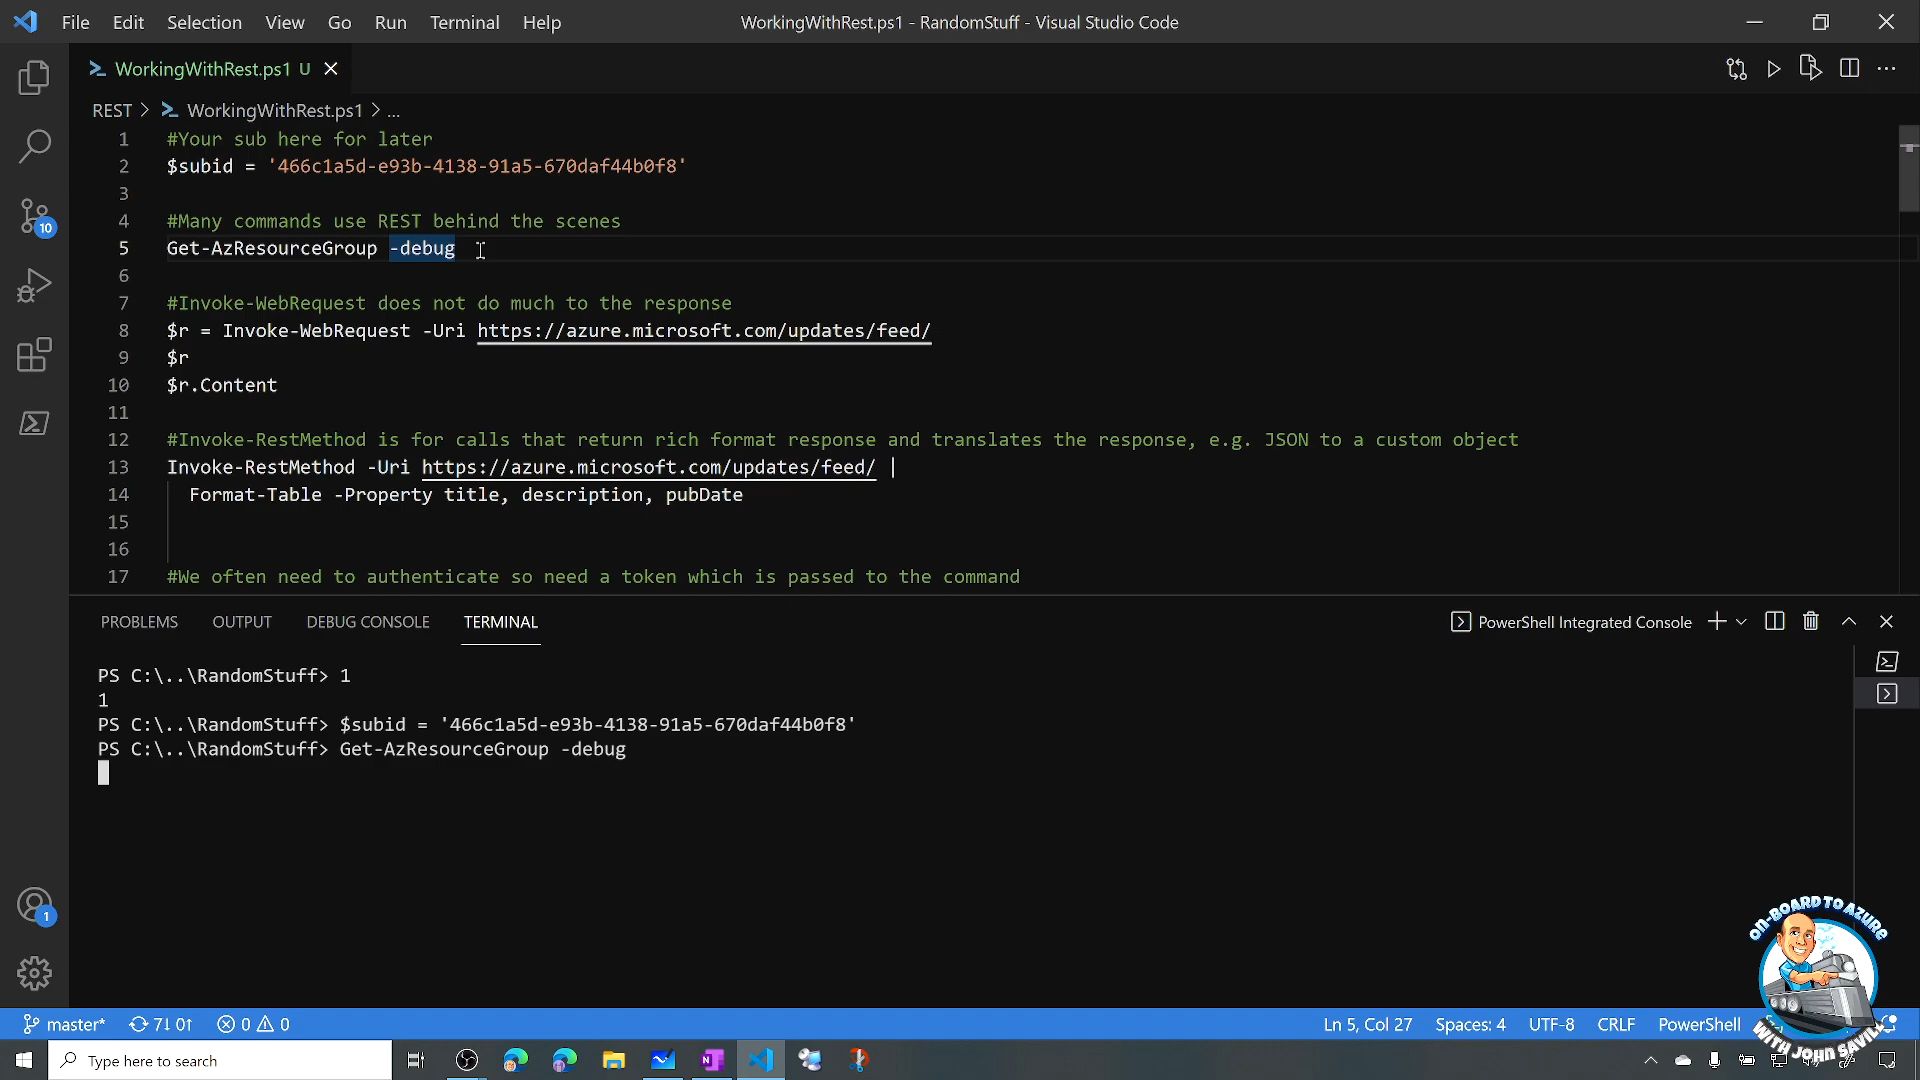 File Edit Selection View Go Run Terminal Help
WorkingWithRest.ps1 - RandomStuff - Visual Studio Code
WorkingWithRest.ps1 U
REST > WorkingWithRest.ps1 > ...
1 #Your sub here for later
2 $subid = '466c1a5d-e93b-4138-91a5-670daf44b0f8'
3
4 #Many commands use REST behind the scenes
5 Get-AzResourceGroup -debug
6
7 #Invoke-WebRequest does not do much to the response
8 $r = Invoke-WebRequest -Uri https://azure.microsoft.com/updates/feed/
9 $r
10 $r.Content
11
12 #Invoke-RestMethod is for calls that return rich format response and translates the response, e.g. JSON to a custom object
13 Invoke-RestMethod -Uri https://azure.microsoft.com/updates/feed/ |
14 Format-Table -Property title, description, pubDate
15
16
17 #We often need to authenticate so need a token which is passed to the command
10
PROBLEMS OUTPUT DEBUG CONSOLE TERMINAL
PowerShell Integrated Console
PS C:\..\RandomStuff> 1
1
PS C:\..\RandomStuff> $subid = '466c1a5d-e93b-4138-91a5-670daf44b0f8'
PS C:\..\RandomStuff> Get-AzResourceGroup -debug
1
ON-BOARD TO AZURE
WITH JOHN SAVILL
master* 7↓ 0↑ 0 0
Ln 5, Col 27 Spaces: 4 UTF-8 CRLF PowerShell
Type here to search